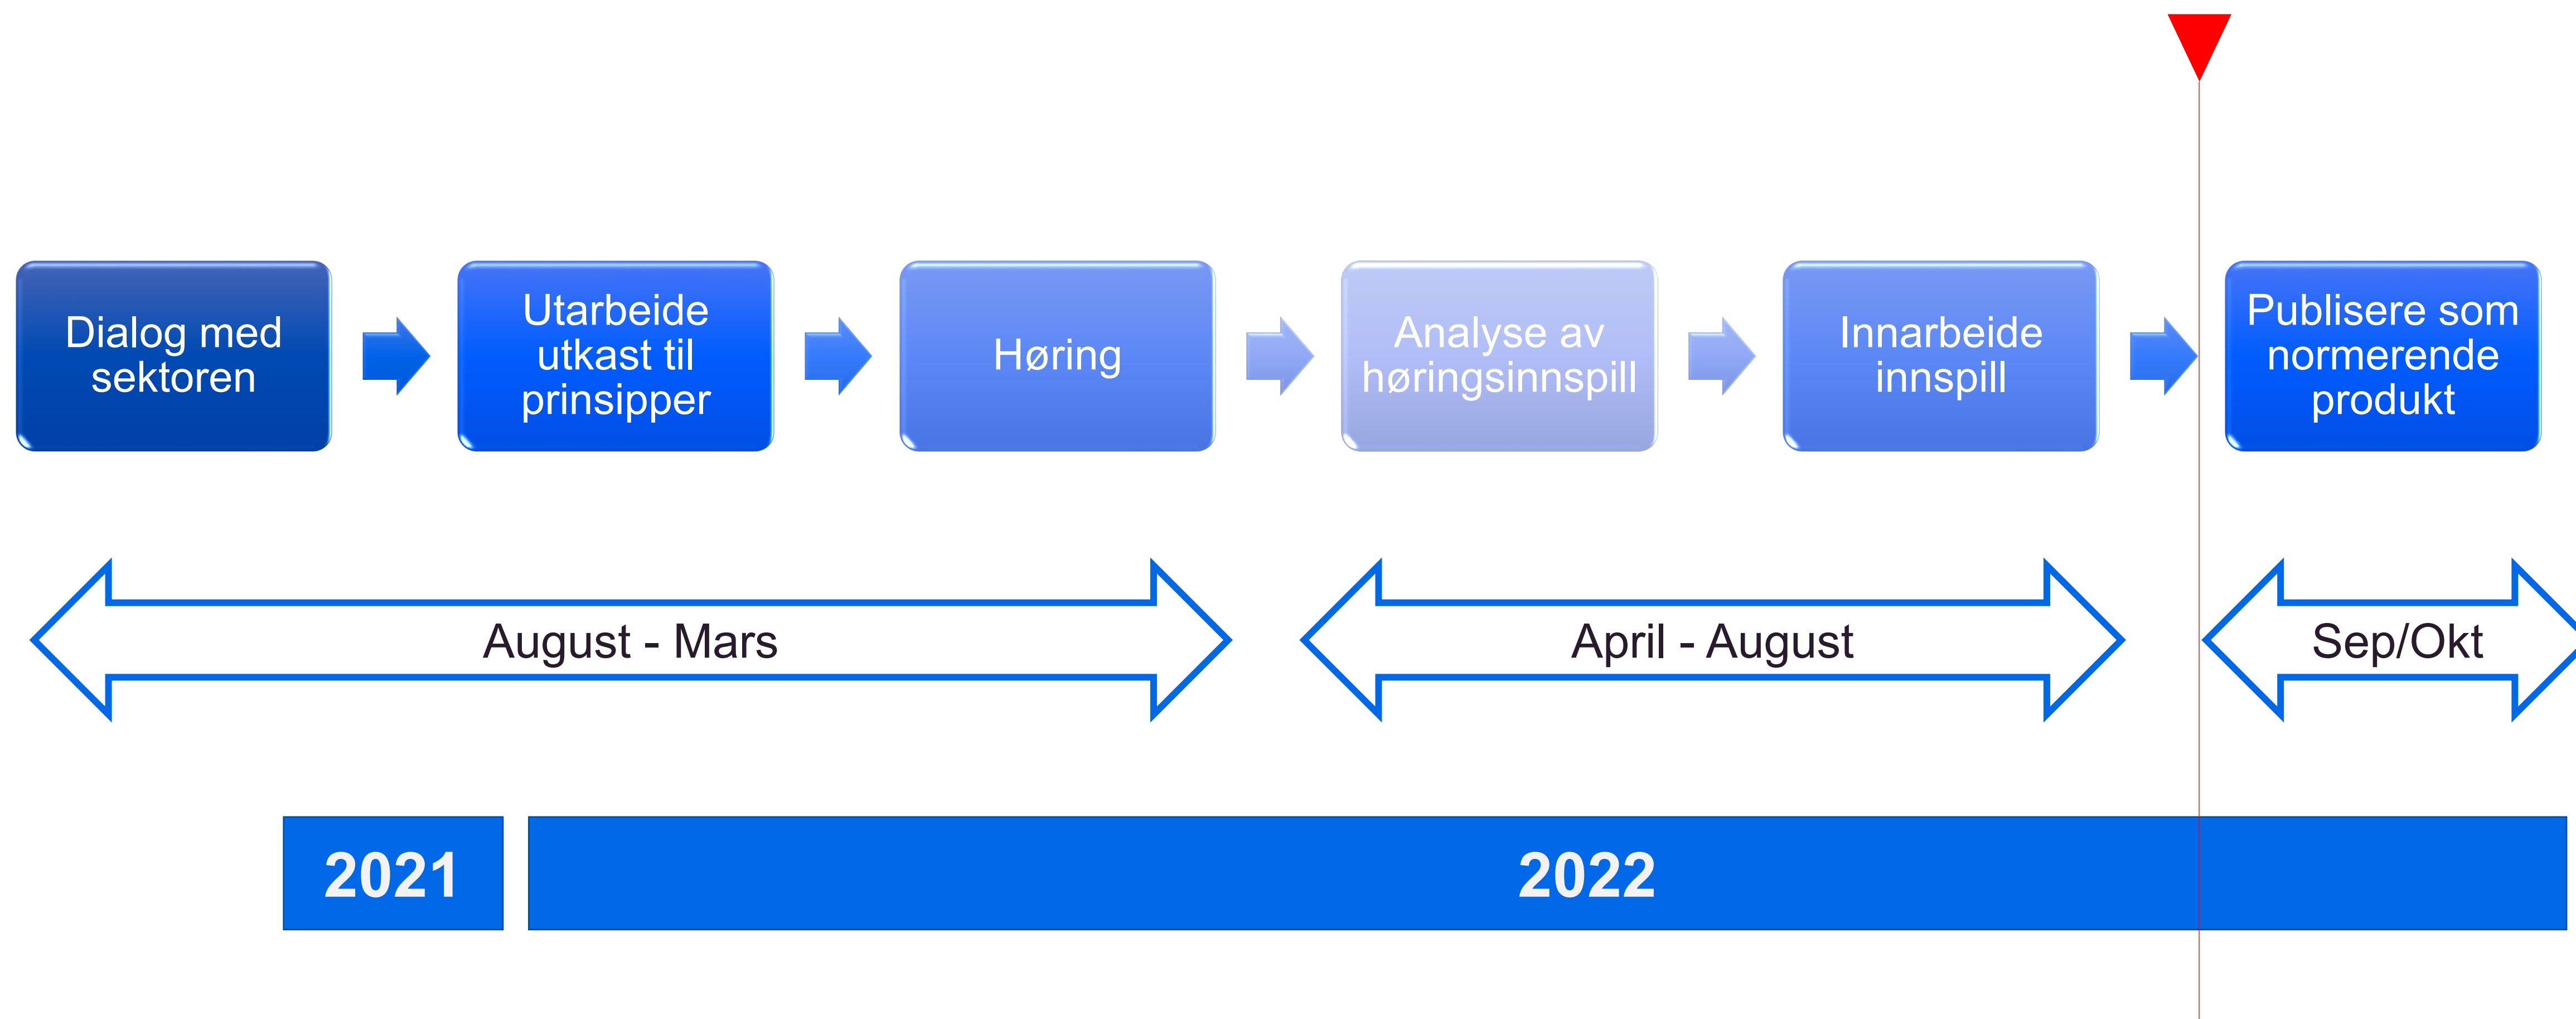 Dialog med
sektoren
Utarbeide
utkast til
prinsipper
Høring
Analyse av
høringsinnspill
Innarbeide
innspill
Publisere som
normerende
produkt
August - Mars
April - August
Sep/Okt
2021
2022